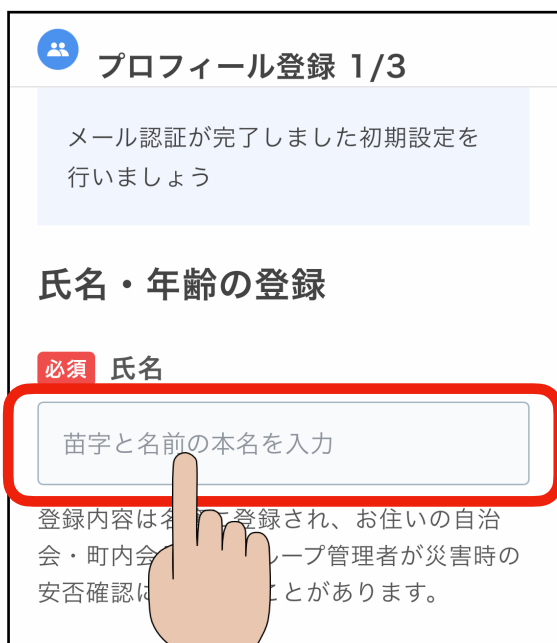 プロフィール登録 1/3
メール認証が完了しました初期設定を
行いましょう
氏名・年齢の登録
必須 氏名
苗字と名前の本名を入力
登録内容は名 登録され、お住いの自治
会・町内会 ループ管理者が災害時の
安否確認に ことがあります。